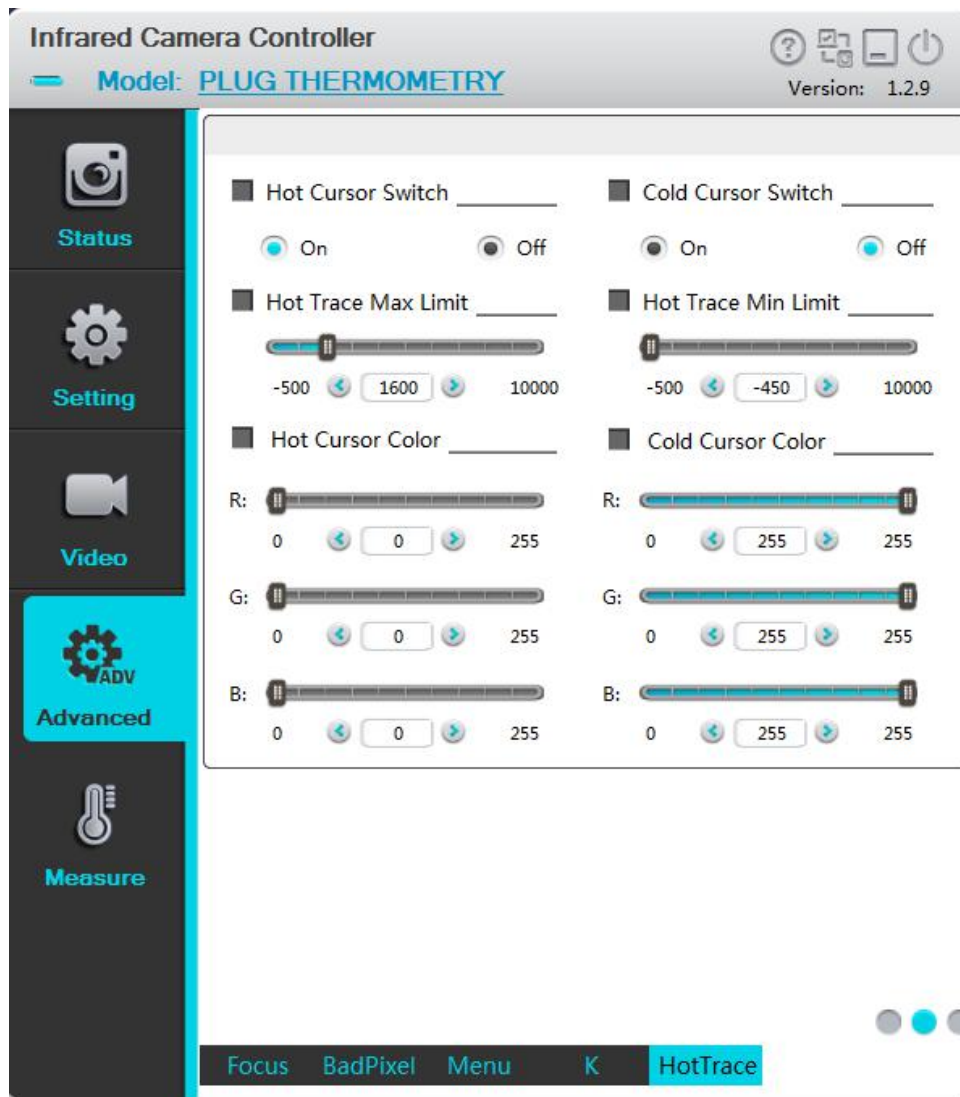 Infrared Camera Controller
Model: PLUG THERMOMETRY
Version: 1.2.9
Status
Setting
Video
ADV
Advanced
Measure
Hot Cursor Switch
On Off
Hot Trace Max Limit
-500 1600 10000
Hot Cursor Color
R:
0 0 255
G:
0 0 255
B:
0 0 255
Cold Cursor Switch
On Off
Hot Trace Min Limit
-500 -450 10000
Cold Cursor Color
R:
0 255 255
G:
0 255 255
B:
0 255 255
Focus BadPixel Menu K HotTrace